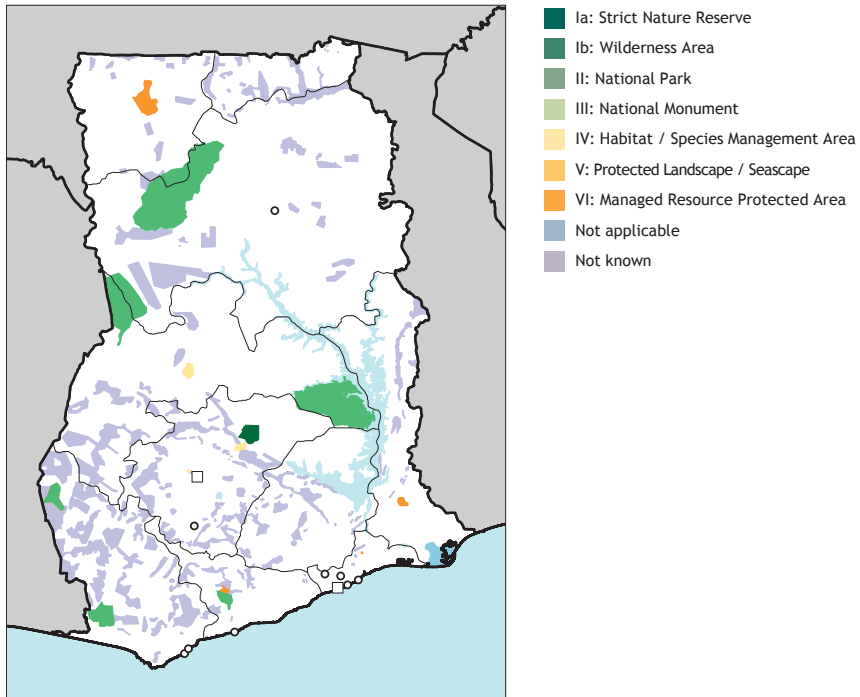 Ia: Strict Nature Reserve
Ib: Wilderness Area
II: National Park
III: National Monument
IV: Habitat / Species Management Area
V: Protected Landscape / Seascape
VI: Managed Resource Protected Area
Not applicable
Not known